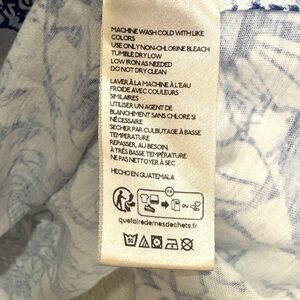 MACHINE WASH COLD WITH LIKE
COLORS
USE ONLY NON-CHLORINE BLEACH
TUMBLE DRY LOW
LOW IRON AS NEEDED
DO NOT DRY CLEAN
LAVER À LA MACHINE À L'EAU
FROIDE AVEC COULEURS
SIMILAIRES
UTILISER UN AGENT DE
BLANCHIMENT SANS CHLORE SI
NÉCESSAIRE
SECHER PAR CULBUTAGE À BASSE
TEMPÉRATURE
REPASSER, AU BESOIN,
À TRÉS BASSE TEMPÉRATURE
NE PAS NETTOYER À SEC
HECHO EN GUATEMALA
FR
quefairedemesdechets.fr